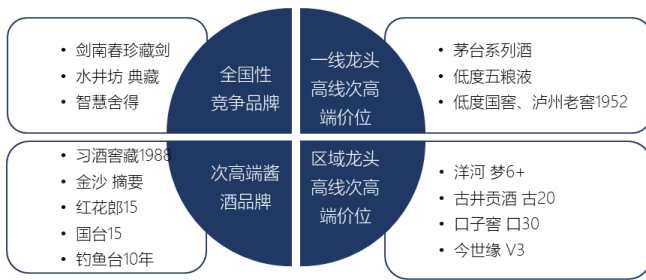 • 剑南春珍藏剑
• 水井坊 典藏
• 智慧舍得
全国性
竞争品牌
一线龙头
高线次高
端价位
• 茅台系列酒
• 低度五粮液
• 低度国窖、泸州老窖1952
• 习酒窖藏1988
• 金沙 摘要
• 红花郎15
• 国台15
• 钓鱼台10年
次高端酱
酒品牌
区域龙头
高线次高
端价位
• 洋河 梦6+
• 古井贡酒 古20
• 口子窖 口30
• 今世缘 V3